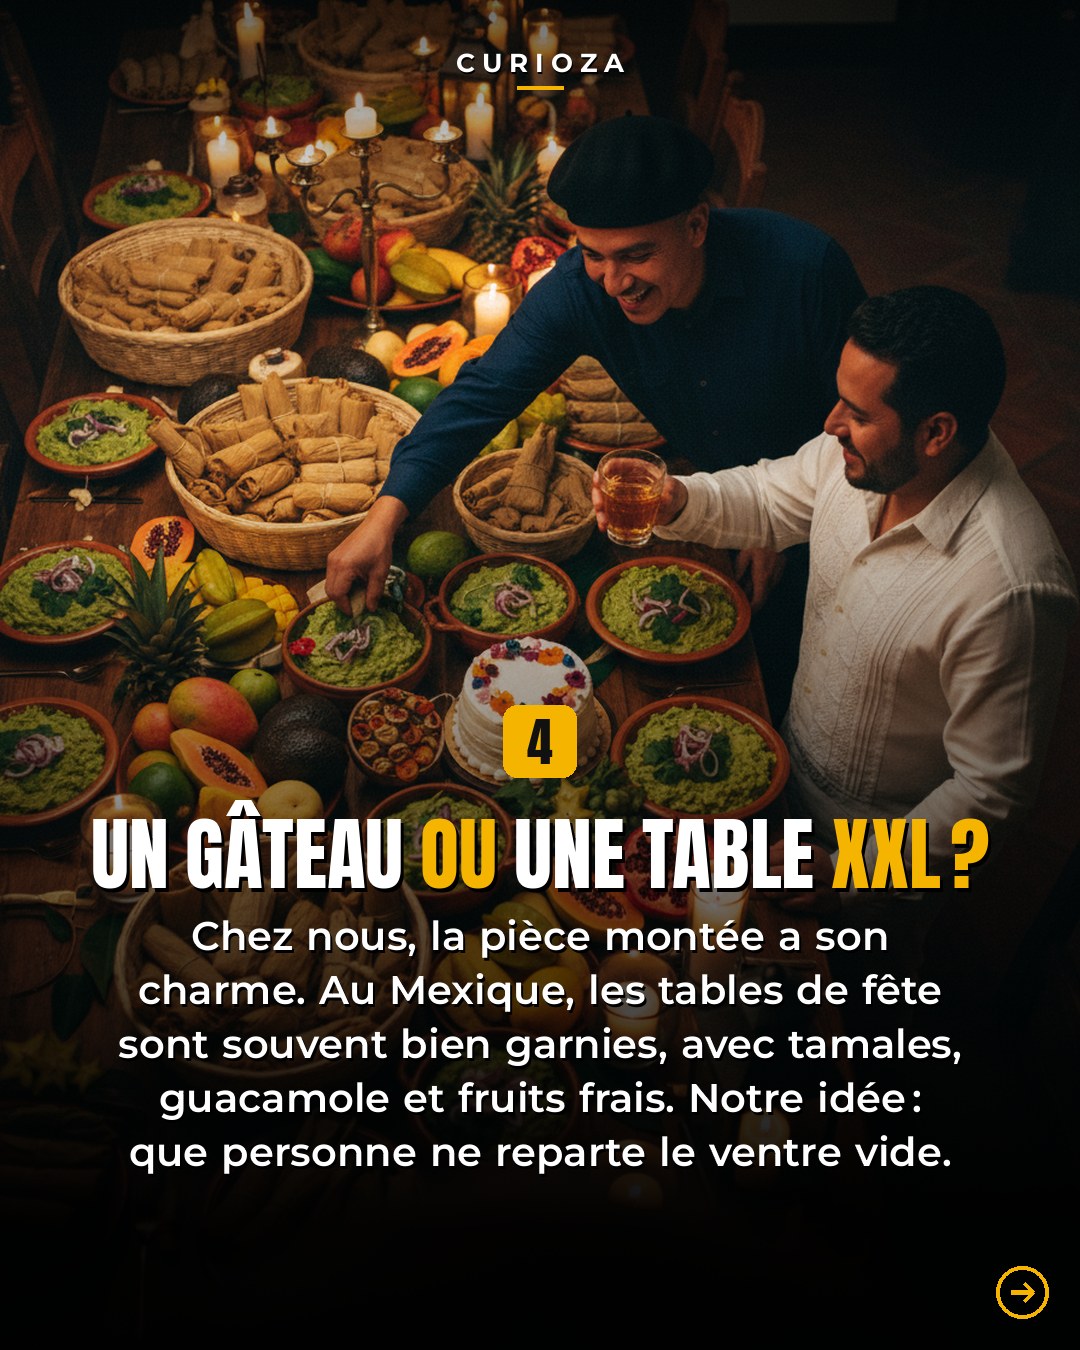 CURIOZA
4
UN GÂTEAU OU UNE TABLE XXL ?
Chez nous, la pièce montée a son
charme. Au Mexique, les tables de fête
sont souvent bien garnies, avec tamales,
guacamole et fruits frais. Notre idée :
que personne ne reparte le ventre vide.